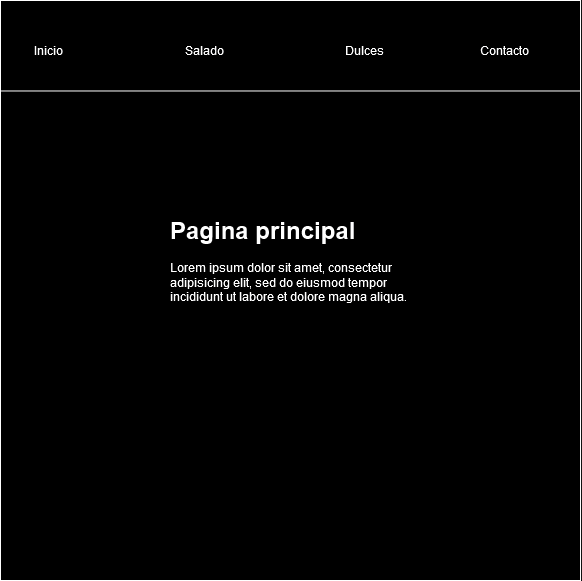 Inicio Salado Dulces Contacto
Pagina principal
Lorem ipsum dolor sit amet, consectetur
adipisicing elit, sed do eiusmod tempor
incididunt ut labore et dolore magna aliqua.